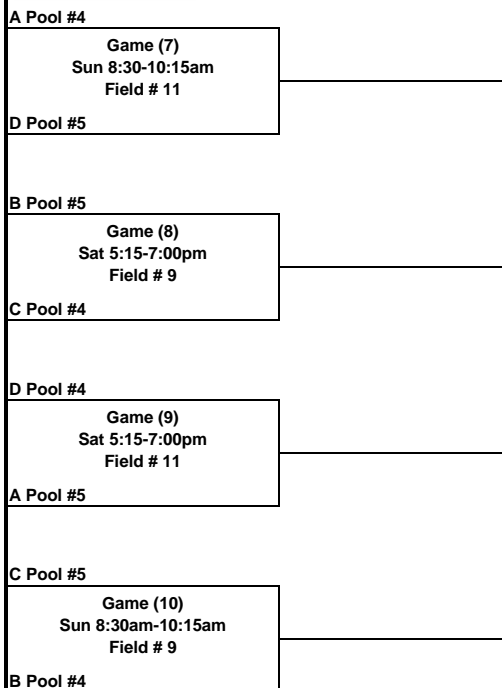 A Pool #4
Game (7)
Sun 8:30-10:15am
Field # 11
D Pool #5
B Pool #5
Game (8)
Sat 5:15-7:00pm
Field # 9
C Pool #4
D Pool #4
Game (9)
Sat 5:15-7:00pm
Field # 11
A Pool #5
C Pool #5
Game (10)
Sun 8:30am-10:15am
Field # 9
B Pool #4